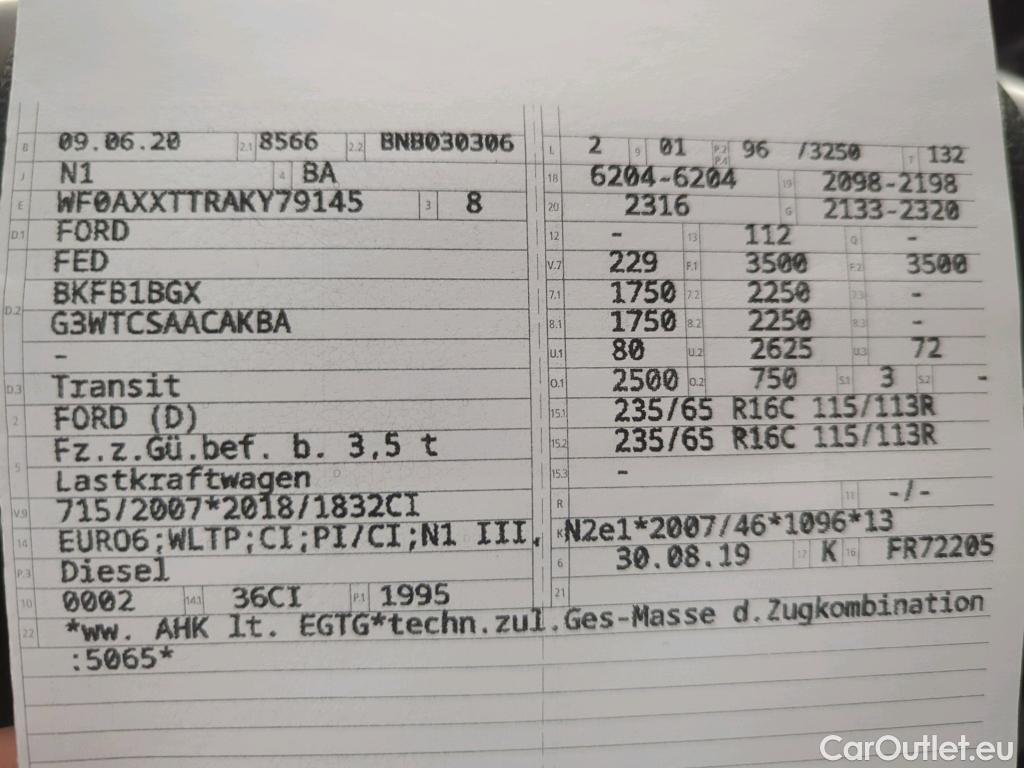 B 09.06.20 2.1 8566 2.2 BNB030306
J N1 4 BA
E WF0AXXTTRAKY79145 3 8
D.1 FORD
FED
D.2 BKFB1BGX
G3WTCSAACAKBA
-
D.3 Transit
2 FORD (D)
5 Fz.z.Gü.bef. b. 3,5 t
Lastkraftwagen
V.9 715/2007*2018/1832CI
14 EURO6;WLTP;CI;PI/CI;N1 III,
P.3 Diesel
10 0002 14.1 36CI P.1 1995
L 2 9 01 P.2 P.4 96 /3250 T 132
18 6204-6204 19 2098-2198
20 2316 G 2133-2320
12 - 13 112 Q -
V.7 229 F.1 3500 F.2 3500
7.1 1750 7.2 2250 7.3 -
8.1 1750 8.2 2250 8.3 -
U.1 80 U.2 2625 U.3 72
O.1 2500 O.2 750 S.1 3 S.2 -
15.1 235/65 R16C 115/113R
15.2 235/65 R16C 115/113R
15.3 -
R 11 -/-
K N2e1*2007/46*1096*13
6 30.08.19 17 K 16 FR72205
21
22 *ww. AHK lt. EGTG*techn.zul.Ges-Masse d.Zugkombination
:5065*
CarOutlet.eu